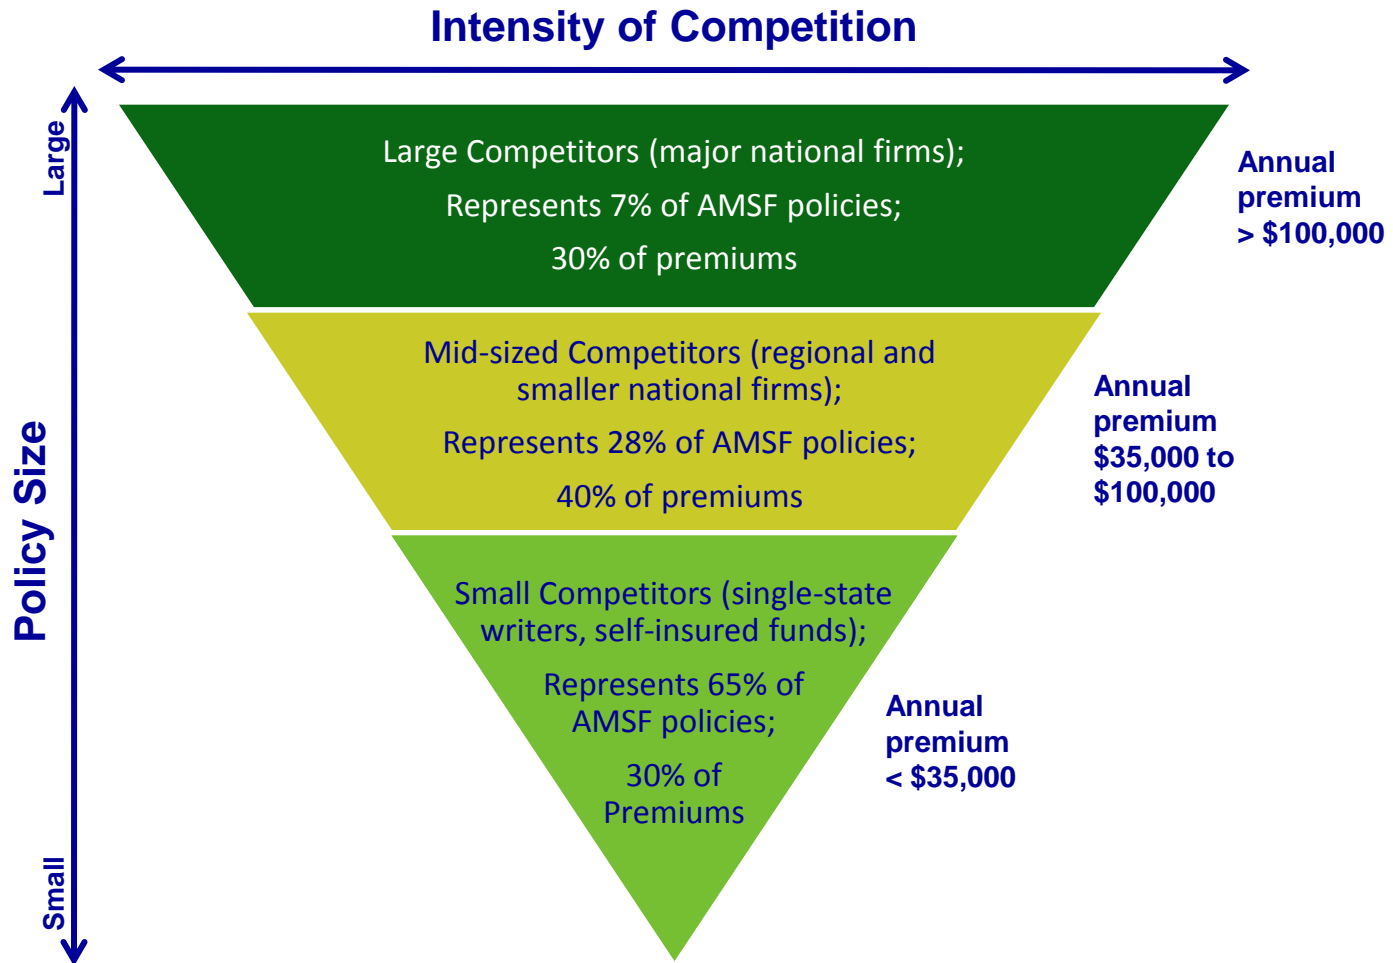 Intensity of Competition
Large
Large Competitors (major national firms);
Represents 7% of AMSF policies;
30% of premiums
Annual
premium
> $100,000
Policy Size
Mid-sized Competitors (regional and
smaller national firms);
Represents 28% of AMSF policies;
40% of premiums
Annual
premium
$35,000 to
$100,000
Small Competitors (single-state
writers, self-insured funds);
Represents 65% of
AMSF policies;
30% of
Premiums
Annual
premium
< $35,000
Small